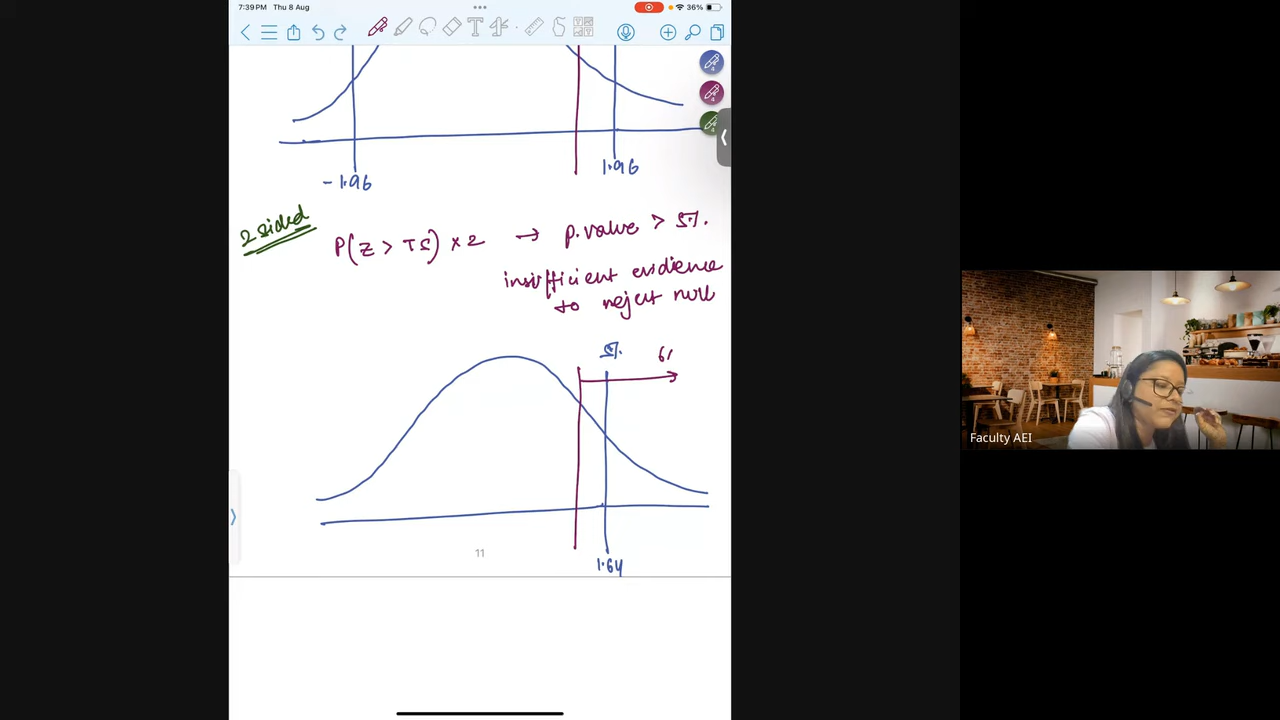 7:39 PM Thu 8 Aug
36%
-1.96
1.96
2 sided
P(Z > TS) × 2 → p.value > 5%.
insufficient evidence
to reject null
5%.
1.64
11
Faculty AEI